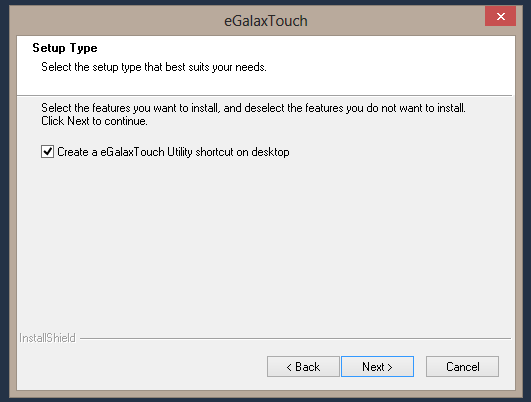 eGalaxTouch
Setup Type
Select the setup type that best suits your needs.
Select the features you want to install, and deselect the features you do not want to install.
Click Next to continue.
Create a eGalaxTouch Utility shortcut on desktop
InstallShield
< Back Next > Cancel